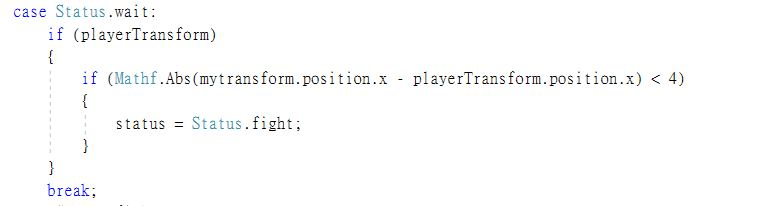 case Status.wait:
if (playerTransform)
{
if (Mathf.Abs(mytransform.position.x - playerTransform.position.x) < 4)
{
status = Status.fight;
}
}
break;